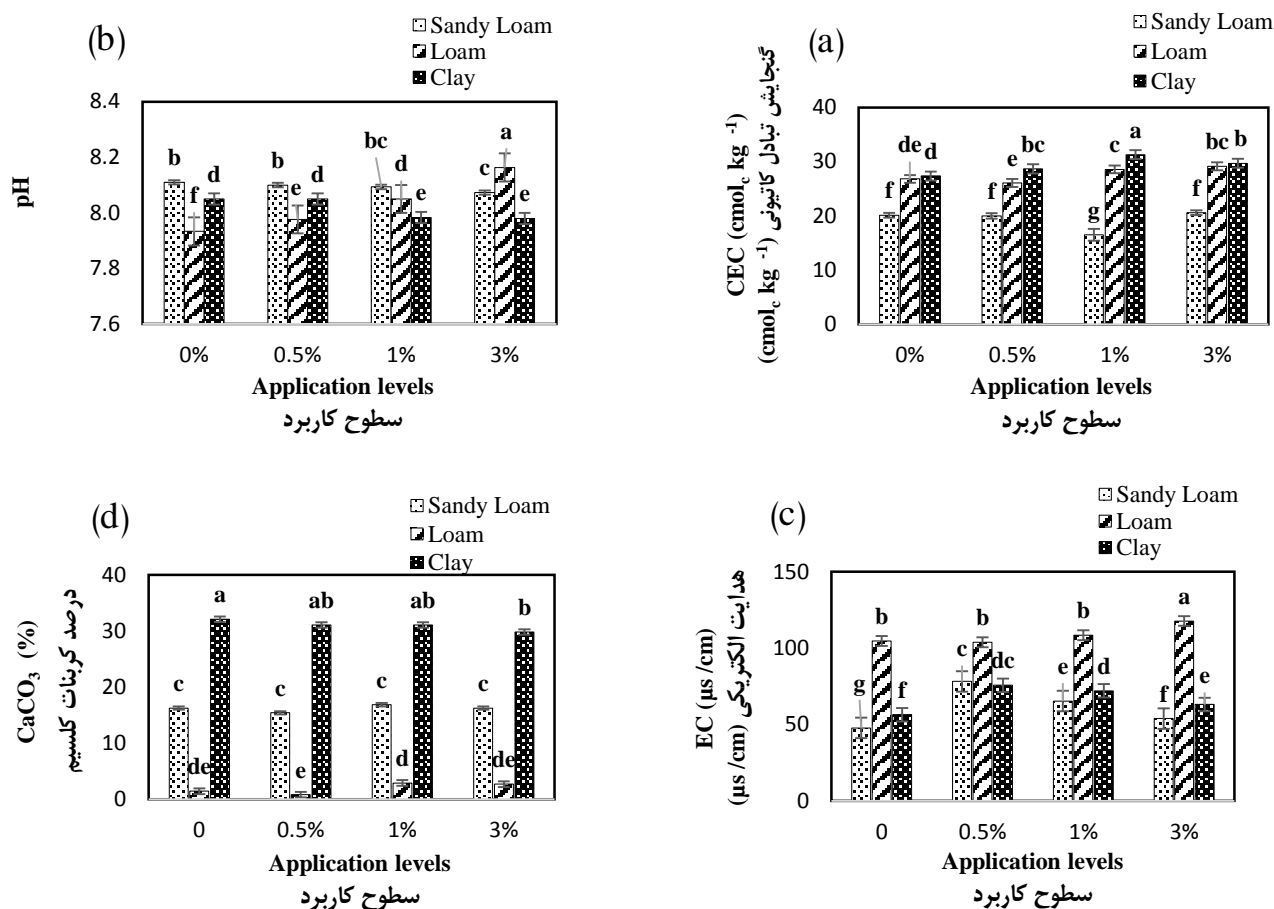 (b)
Sandy Loam
Loam
Clay
pH
8.4
8.2
8.0
7.8
7.6
b f d
b e d
bc d e
c a e
0% 0.5% 1% 3%
Application levels
سطوح کاربرد
(a)
Sandy Loam
Loam
Clay
گنجایش تبادل کاتیونی (cmolc kg -1)
CEC (cmolc kg -1)
40
30
20
10
0
f de d
f e bc
g c a
f bc b
0% 0.5% 1% 3%
Application levels
سطوح کاربرد
(d)
Sandy Loam
Loam
Clay
CaCO3 (%)
درصد کربنات کلسیم
40
30
20
10
0
c de a
c e ab
c d ab
c de b
0 0.5% 1% 3%
Application levels
سطوح کاربرد
(c)
Sandy Loam
Loam
Clay
EC (µs /cm)
هدایت الکتریکی (µs /cm)
150
100
50
0
g b f
c b dc
e b d
f a e
0 0.5% 1% 3%
Application levels
سطوح کاربرد